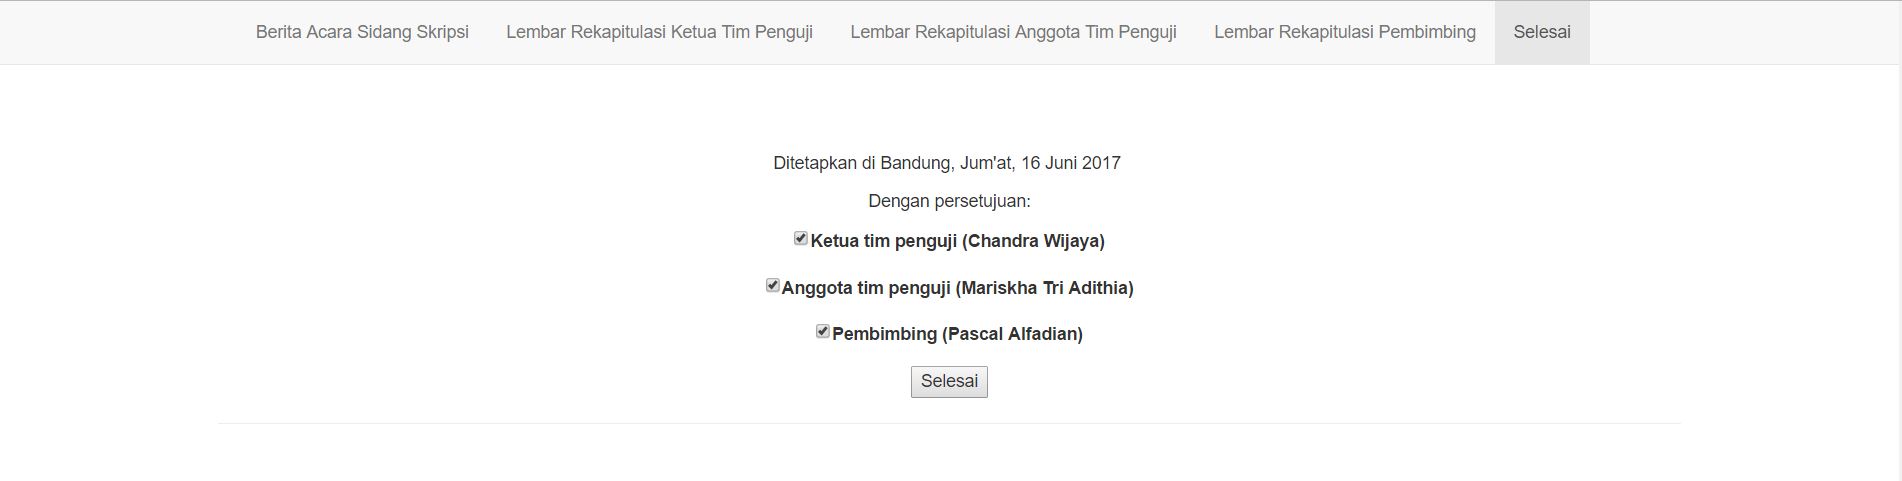 Berita Acara Sidang Skripsi Lembar Rekapitulasi Ketua Tim Penguji Lembar Rekapitulasi Anggota Tim Penguji Lembar Rekapitulasi Pembimbing Selesai
Ditetapkan di Bandung, Jum'at, 16 Juni 2017
Dengan persetujuan:
Ketua tim penguji (Chandra Wijaya)
Anggota tim penguji (Mariskha Tri Adithia)
Pembimbing (Pascal Alfadian)
Selesai